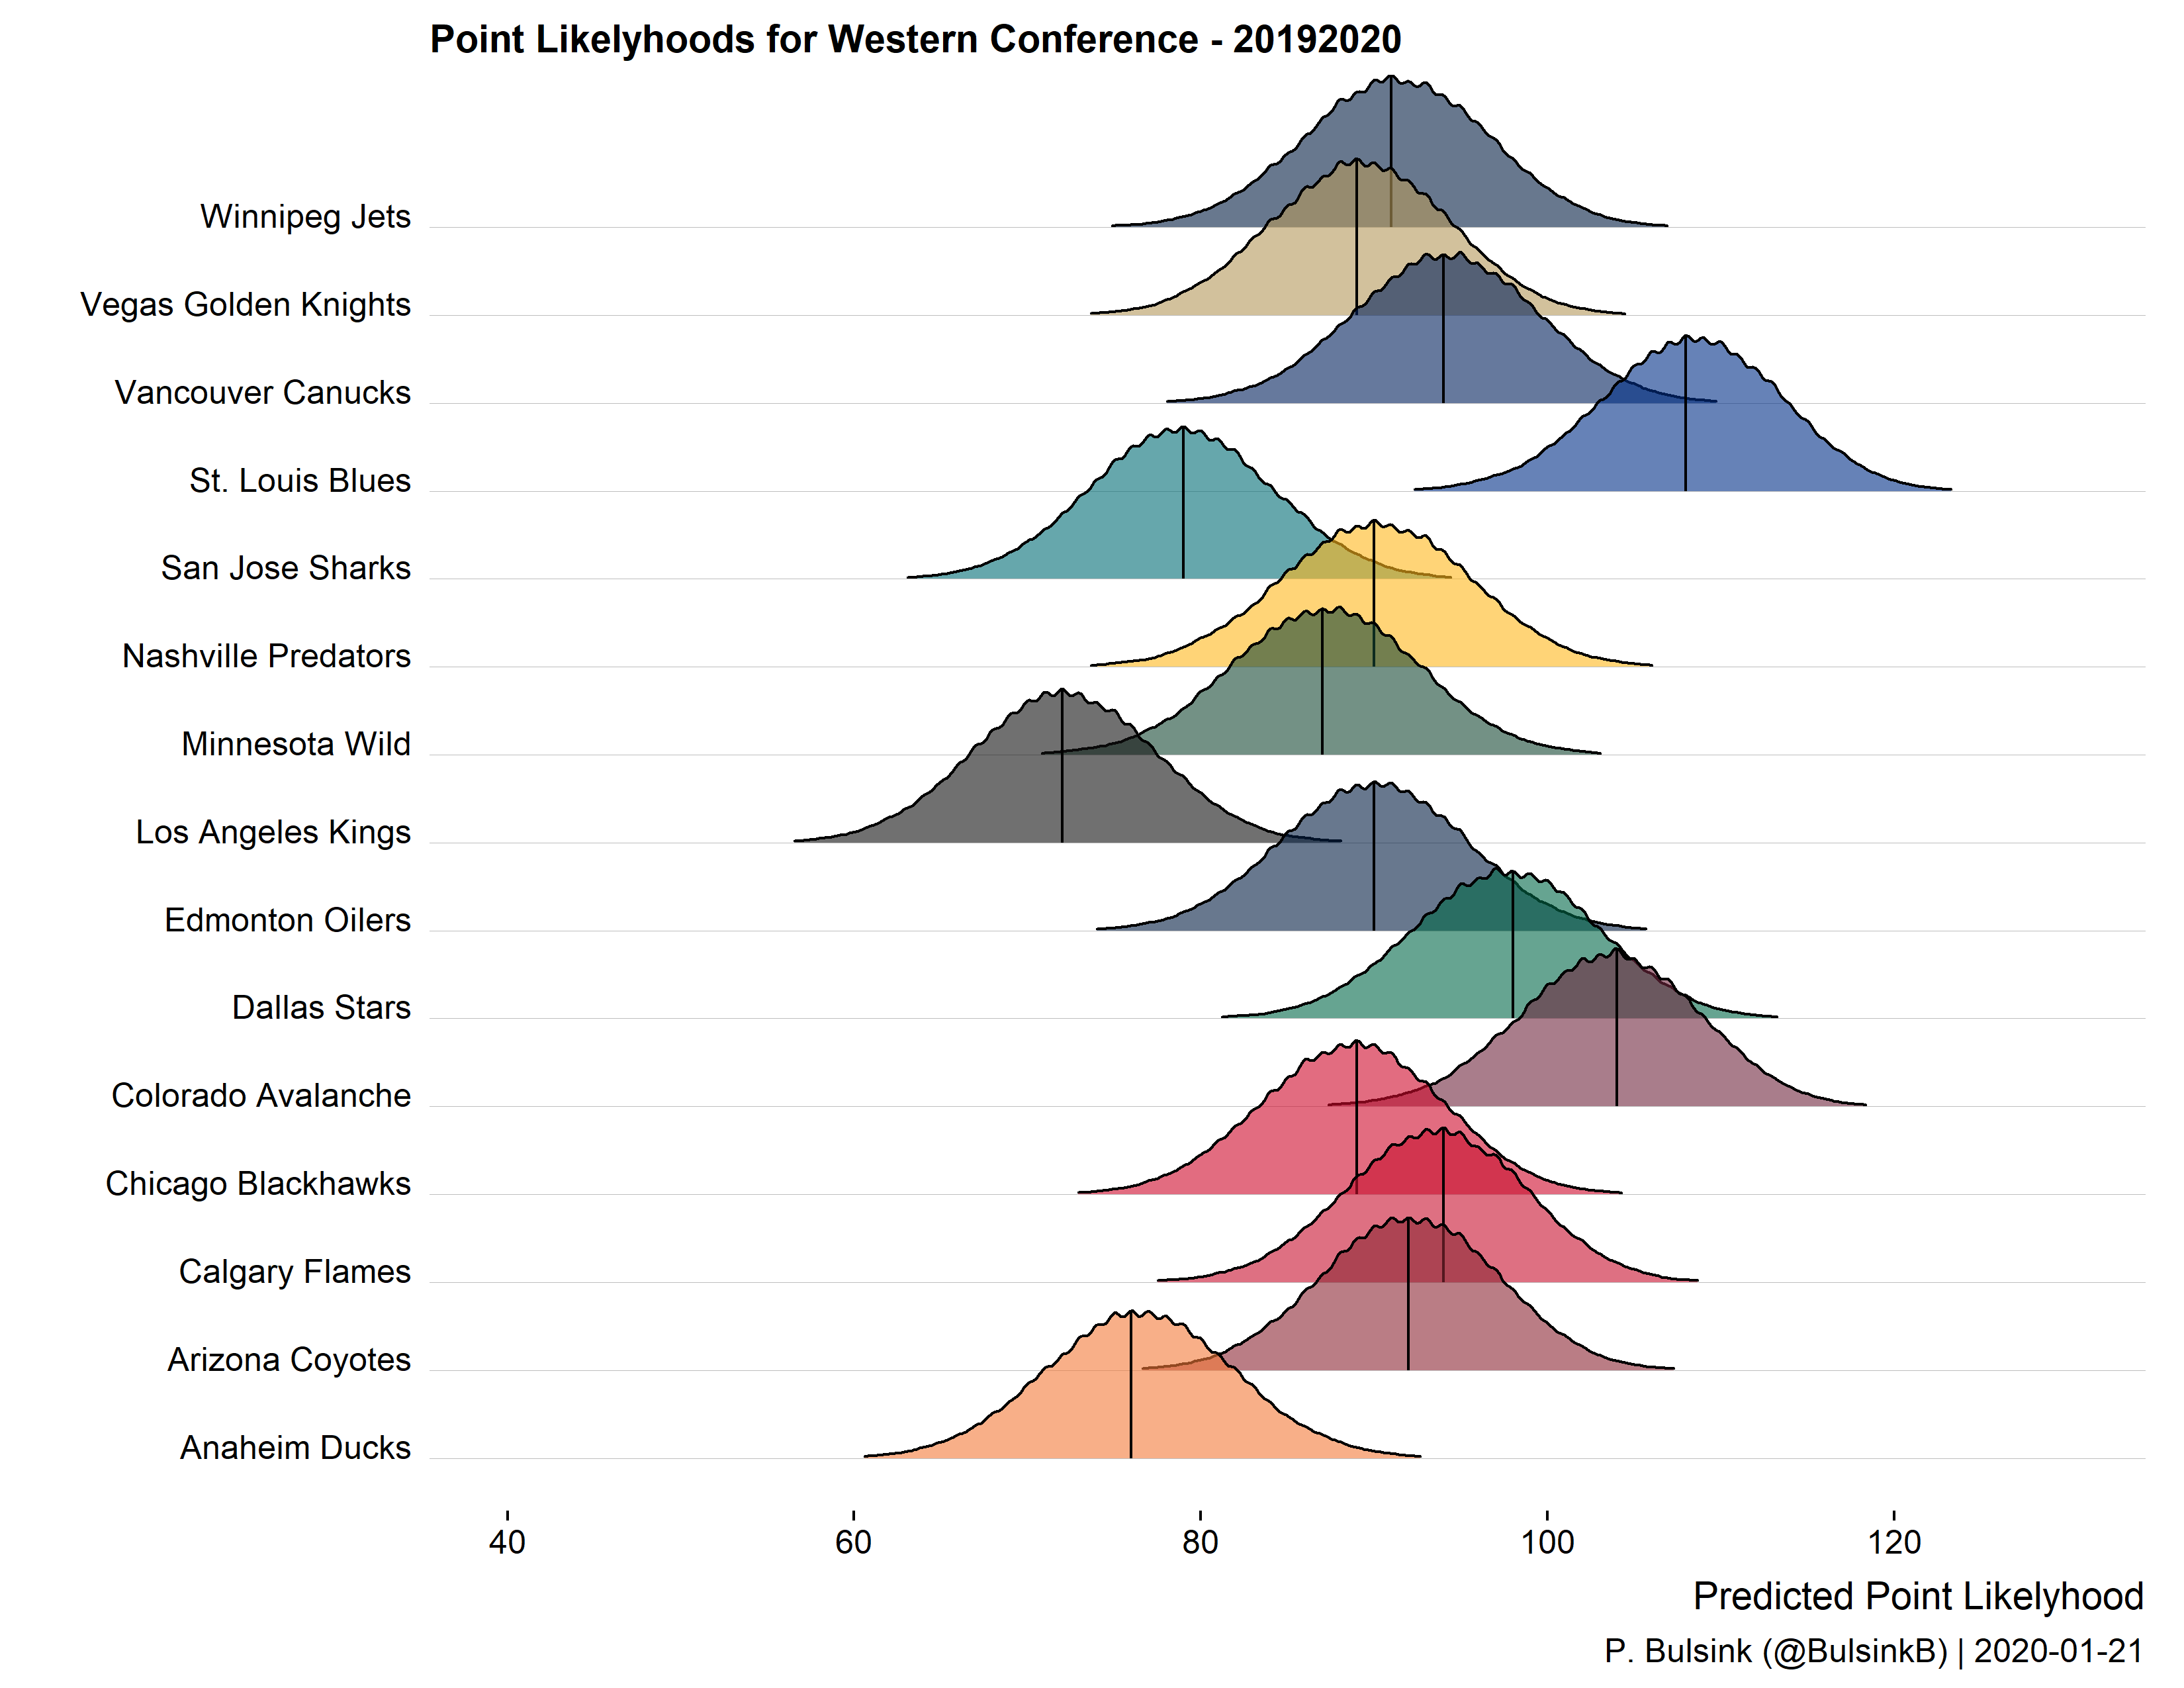 Point Likelyhoods for Western Conference - 20192020
Winnipeg Jets
Vegas Golden Knights
Vancouver Canucks
St. Louis Blues
San Jose Sharks
Nashville Predators
Minnesota Wild
Los Angeles Kings
Edmonton Oilers
Dallas Stars
Colorado Avalanche
Chicago Blackhawks
Calgary Flames
Arizona Coyotes
Anaheim Ducks
40 60 80 100 120
Predicted Point Likelyhood
P. Bulsink (@BulsinkB) | 2020-01-21